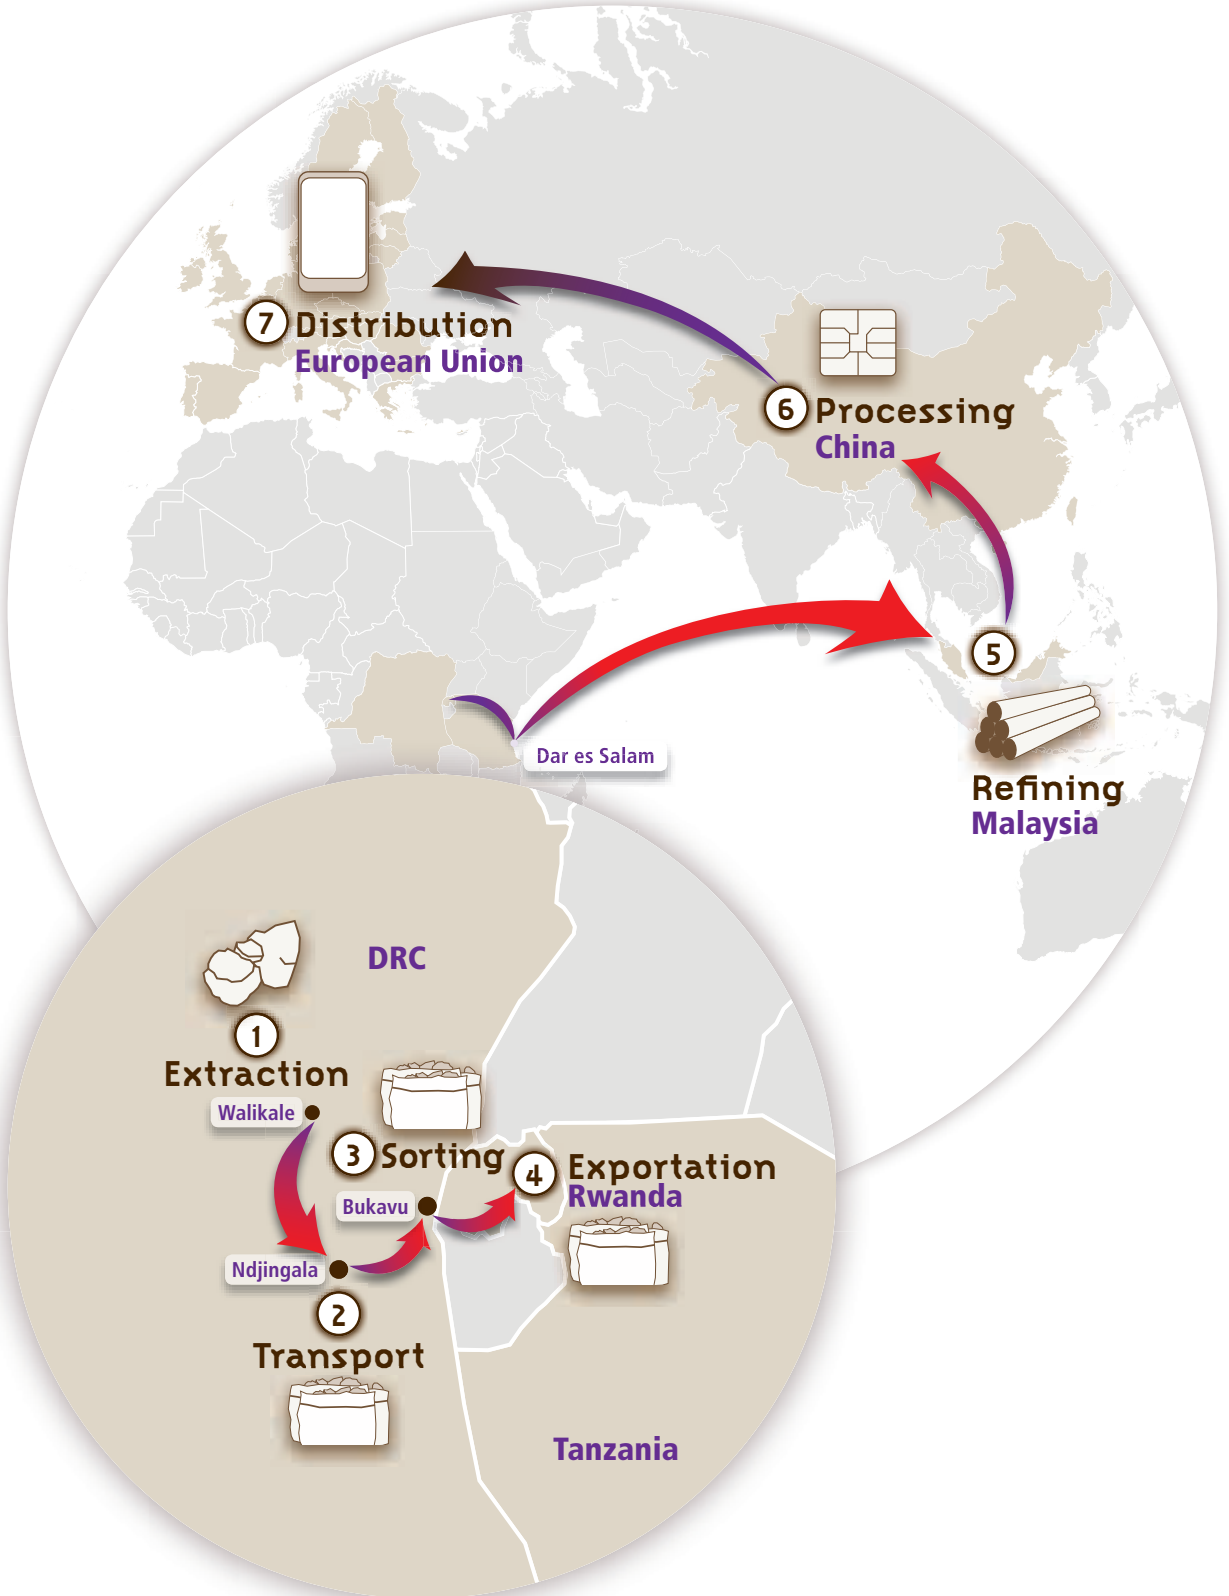 7 Distribution
European Union
6 Processing
China
5
Refining
Malaysia
Dar es Salam
DRC
1
Extraction
Walikale
3 Sorting
4 Exportation
Rwanda
Bukavu
Ndjingala
2
Transport
Tanzania